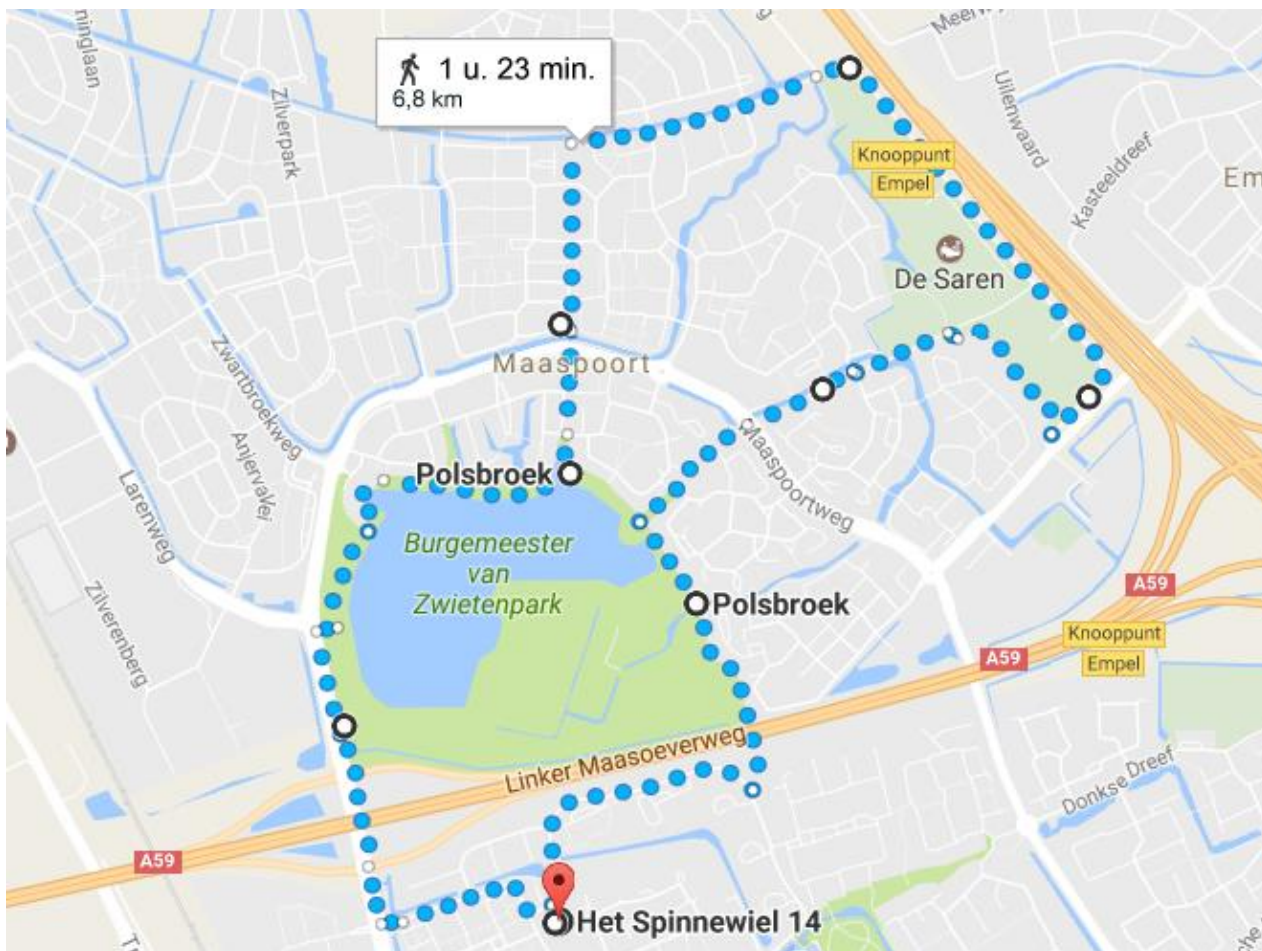 Meerw
Zilverpark
1 u. 23 min.
6,8 km
Uilenwaard
Knooppunt
Empel
Kasteeldreef
Em
De Saren
Zwartbroekweg
Maaspoort
Anjervallei
Larenweg
Polsbroek
Maaspoortweg
Burgemeester
van
Zwietenpark
Polsbroek
A59
Zilverenberg
Knooppunt
Empel
A59
Linker Maasoeverweg
Donkse Dreef
A59
Het Spinnewiel 14